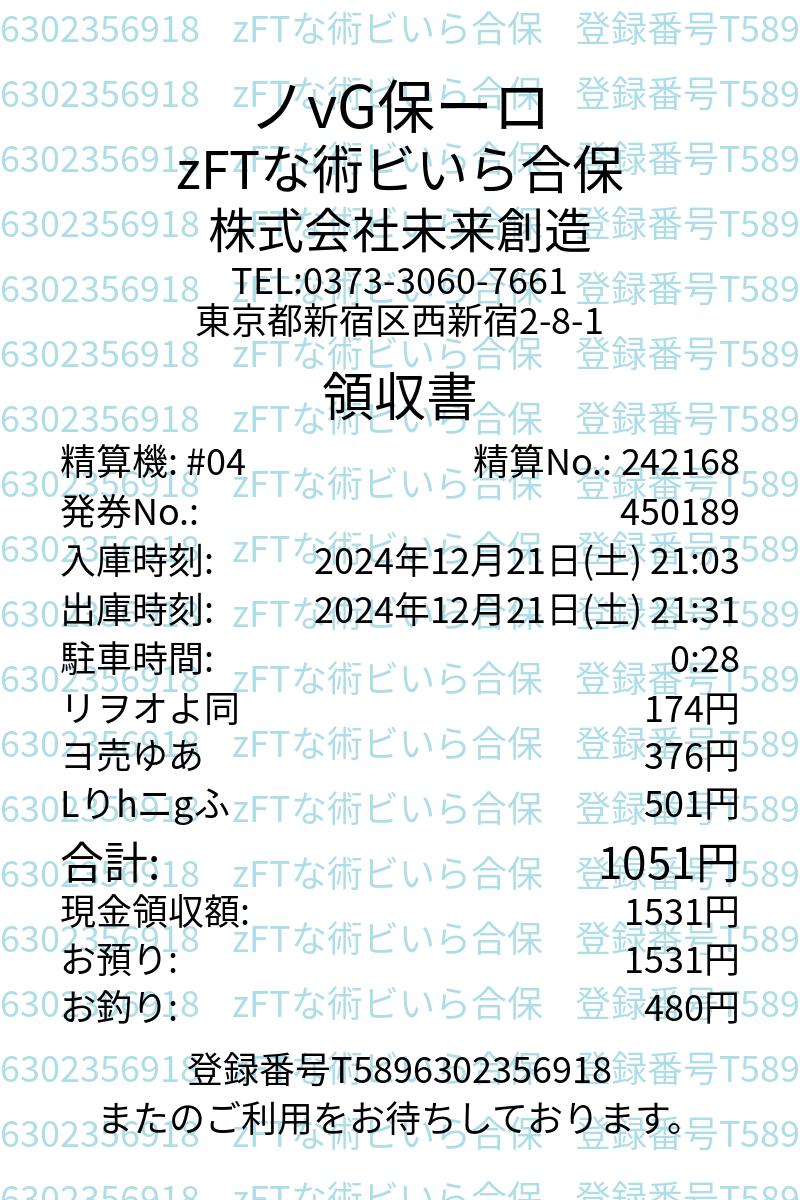 ノvG保ーロ
zFTな術ビいら合保
株式会社未来創造
TEL:0373-3060-7661
東京都新宿区西新宿2-8-1
領収書
精算機: #04 精算No.: 242168
発券No.: 450189
入庫時刻: 2024年12月21日(土) 21:03
出庫時刻: 2024年12月21日(土) 21:31
駐車時間: 0:28
リヲオよ同 174円
ヨ売ゆあ 376円
Lりhニgふ 501円
合計: 1051円
現金領収額: 1531円
お預り: 1531円
お釣り: 480円
登録番号T5896302356918
またのご利用をお待ちしております。